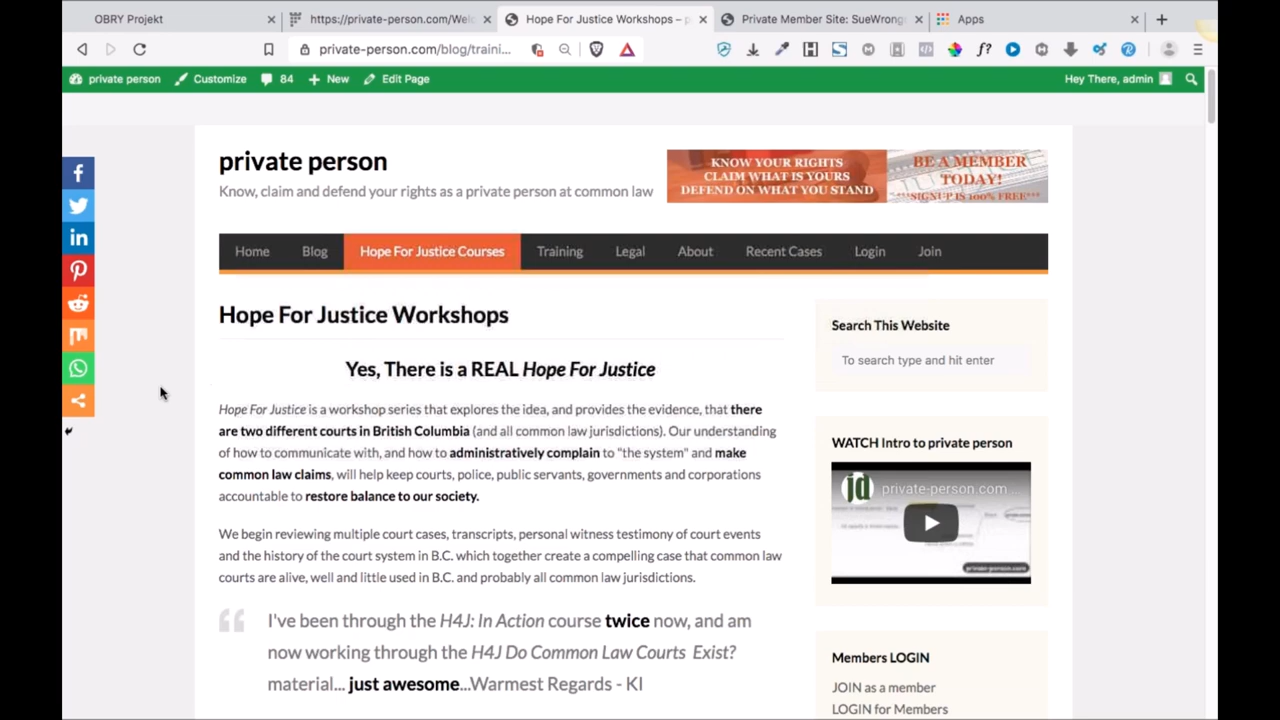 OBRY Projekt
https://private-person.com/Welc
Hope For Justice Workshops – p
Private Member Site: SueWrong
Apps
private-person.com/blog/traini...
private person
Customize
84
New
Edit Page
Hey There, admin
private person
Know, claim and defend your rights as a private person at common law
KNOW YOUR RIGHTS
CLAIM WHAT IS YOURS
DEFEND ON WHAT YOU STAND
BE A MEMBER
TODAY!
***SIGNUP IS 100% FREE***
Home
Blog
Hope For Justice Courses
Training
Legal
About
Recent Cases
Login
Join
Hope For Justice Workshops
Yes, There is a REAL Hope For Justice
Hope For Justice is a workshop series that explores the idea, and provides the evidence, that there
are two different courts in British Columbia (and all common law jurisdictions). Our understanding
of how to communicate with, and how to administratively complain to "the system" and make
common law claims, will help keep courts, police, public servants, governments and corporations
accountable to restore balance to our society.
We begin reviewing multiple court cases, transcripts, personal witness testimony of court events
and the history of the court system in B.C. which together create a compelling case that common law
courts are alive, well and little used in B.C. and probably all common law jurisdictions.
I've been through the H4J: In Action course twice now, and am
now working through the H4J Do Common Law Courts Exist?
material... just awesome...Warmest Regards - KI
Search This Website
To search type and hit enter
WATCH Intro to private person
jd
private-person.com ...
private-person.com
Members LOGIN
JOIN as a member
LOGIN for Members